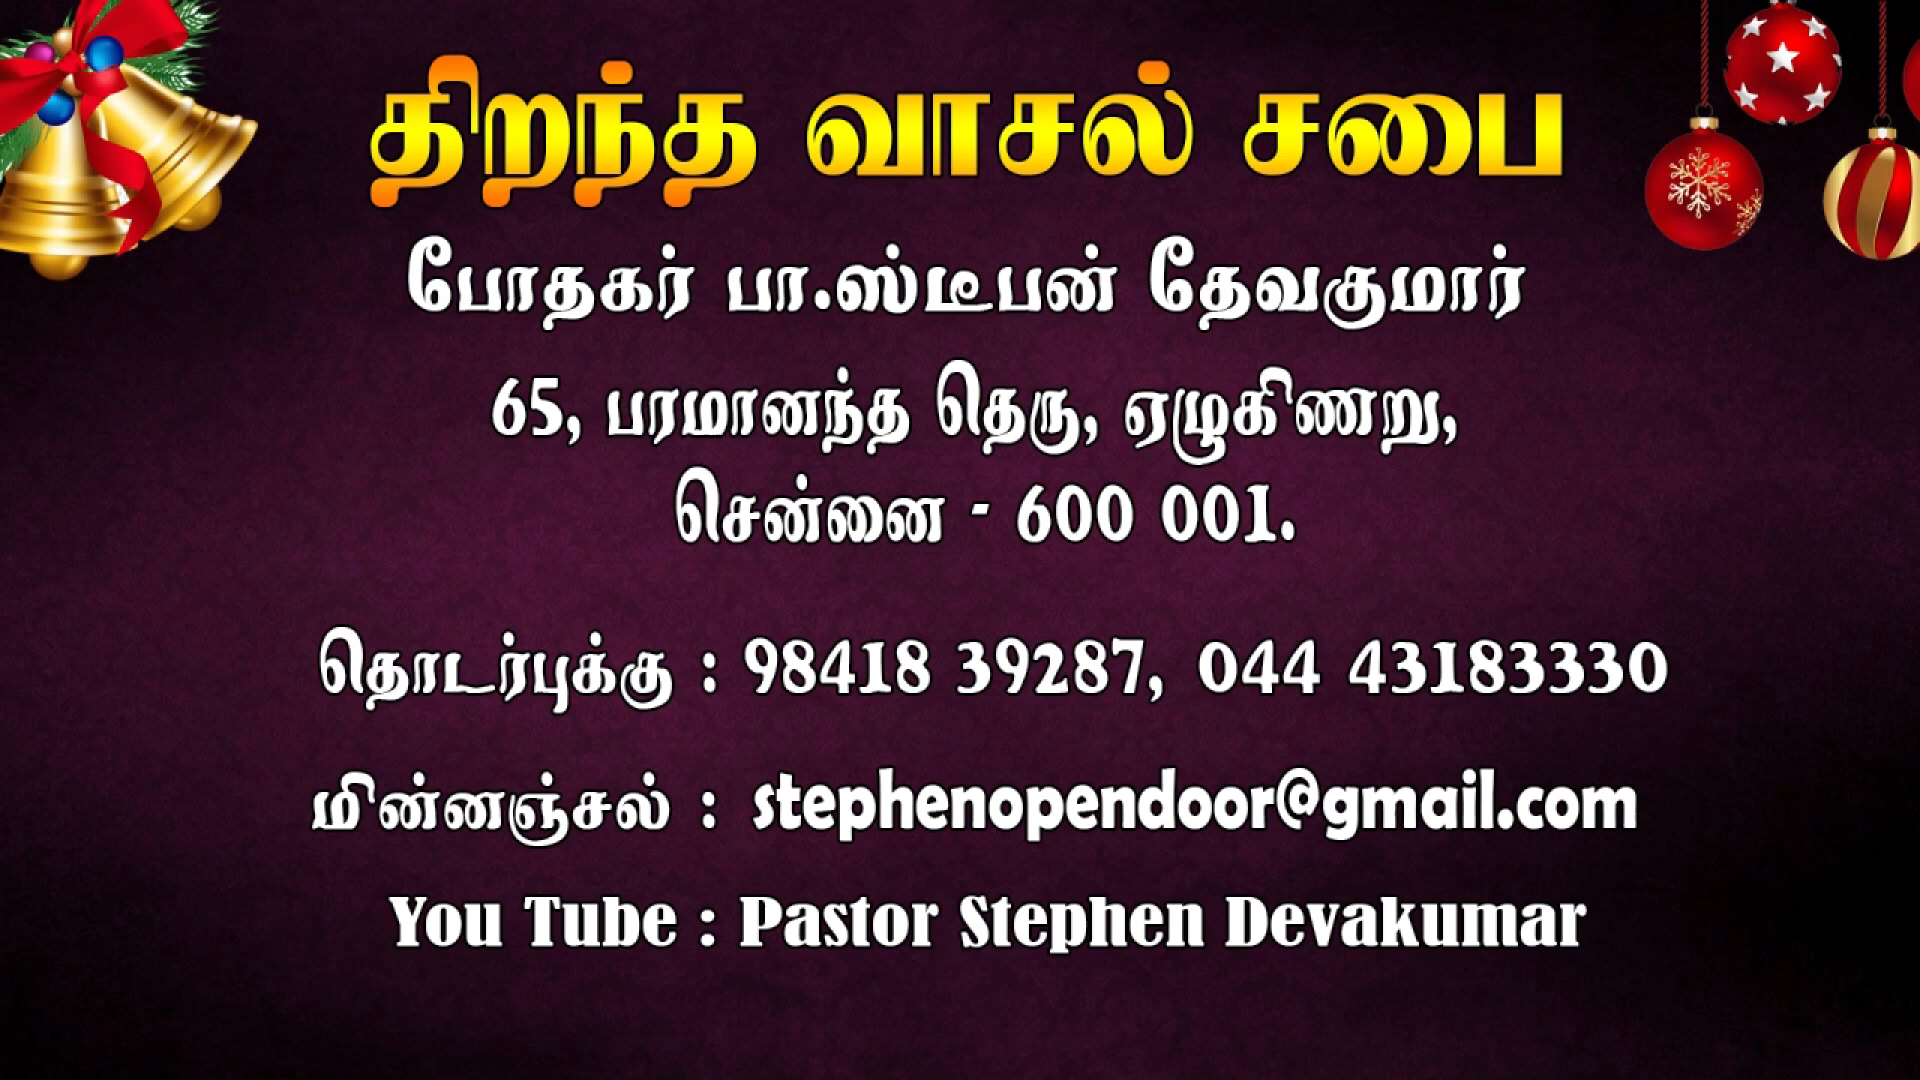 திறந்த வாசல் சபை
போதகர் பா.ஸ்டீபன் தேவகுமார்
65, பரமானந்த தெரு, ஏழுகிணறு,
சென்னை - 600 001.
தொடர்புக்கு : 98418 39287, 044 43183330
மின்னஞ்சல் : stephenopendoor@gmail.com
You Tube : Pastor Stephen Devakumar